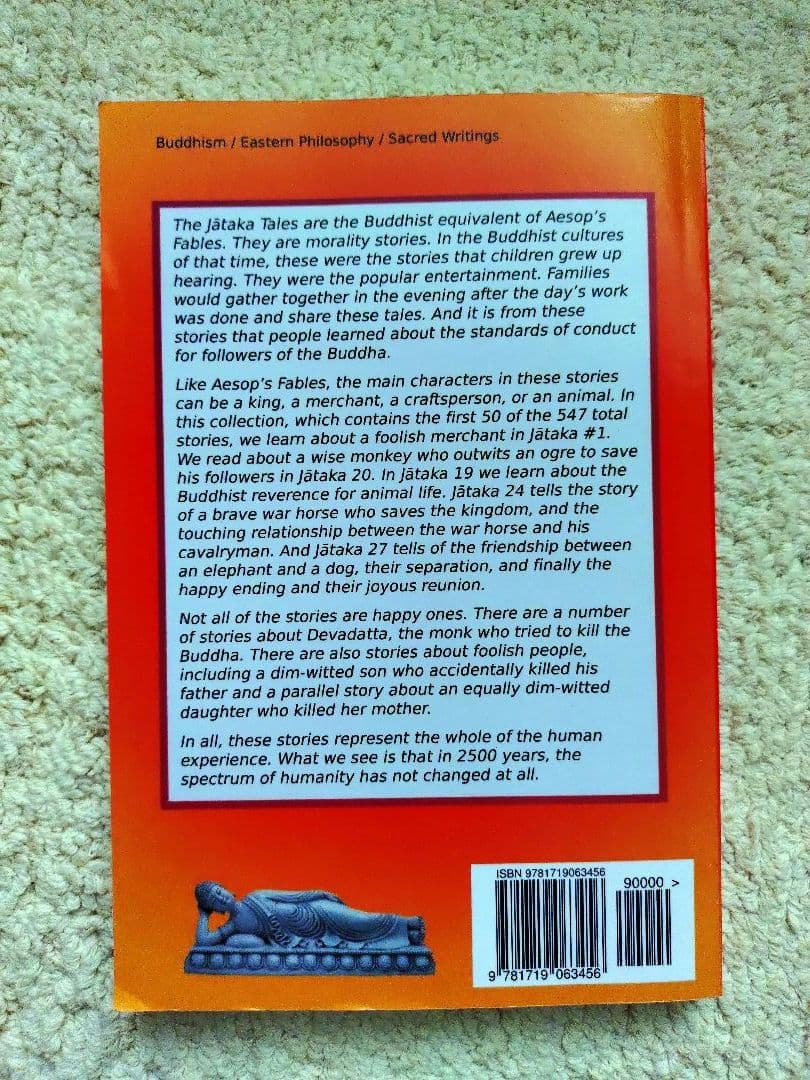 Buddhism / Eastern Philosophy / Sacred Writings
The Jātaka Tales are the Buddhist equivalent of Aesop's
Fables. They are morality stories. In the Buddhist cultures
of that time, these were the stories that children grew up
hearing. They were the popular entertainment. Families
would gather together in the evening after the day's work
was done and share these tales. And it is from these
stories that people learned about the standards of conduct
for followers of the Buddha.
Like Aesop's Fables, the main characters in these stories
can be a king, a merchant, a craftsperson, or an animal. In
this collection, which contains the first 50 of the 547 total
stories, we learn about a foolish merchant in Jātaka #1.
We read about a wise monkey who outwits an ogre to save
his followers in Jātaka 20. In Jātaka 19 we learn about the
Buddhist reverence for animal life. Jātaka 24 tells the story
of a brave war horse who saves the kingdom, and the
touching relationship between the war horse and his
cavalryman. And Jātaka 27 tells of the friendship between
an elephant and a dog, their separation, and finally the
happy ending and their joyous reunion.
Not all of the stories are happy ones. There are a number
of stories about Devadatta, the monk who tried to kill the
Buddha. There are also stories about foolish people,
including a dim-witted son who accidentally killed his
father and a parallel story about an equally dim-witted
daughter who killed her mother.
In all, these stories represent the whole of the human
experience. What we see is that in 2500 years, the
spectrum of humanity has not changed at all.
ISBN 9781719063456
90000 >
9 781719 063456